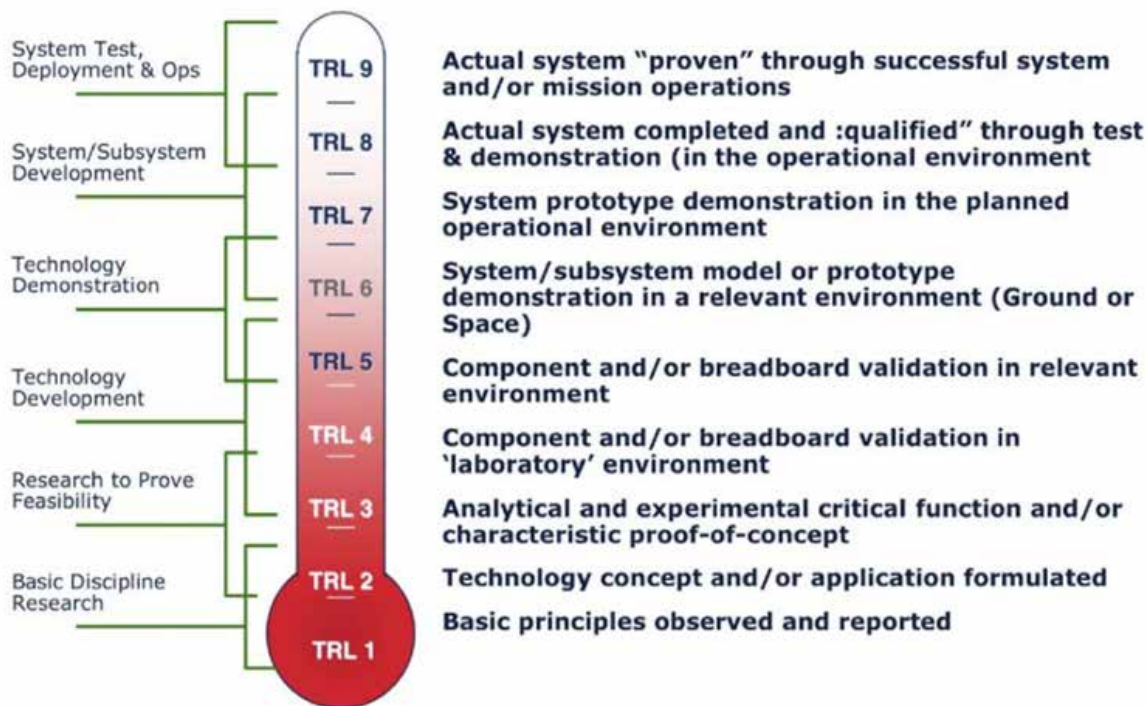 System Test,
Deployment & Ops
System/Subsystem
Development
Technology
Demonstration
Technology
Development
Research to Prove
Feasibility
Basic Discipline
Research
TRL 9
TRL 8
TRL 7
TRL 6
TRL 5
TRL 4
TRL 3
TRL 2
TRL 1
Actual system “proven” through successful system
and/or mission operations
Actual system completed and :qualified” through test
& demonstration (in the operational environment
System prototype demonstration in the planned
operational environment
System/subsystem model or prototype
demonstration in a relevant environment (Ground or
Space)
Component and/or breadboard validation in relevant
environment
Component and/or breadboard validation in
‘laboratory’ environment
Analytical and experimental critical function and/or
characteristic proof-of-concept
Technology concept and/or application formulated
Basic principles observed and reported